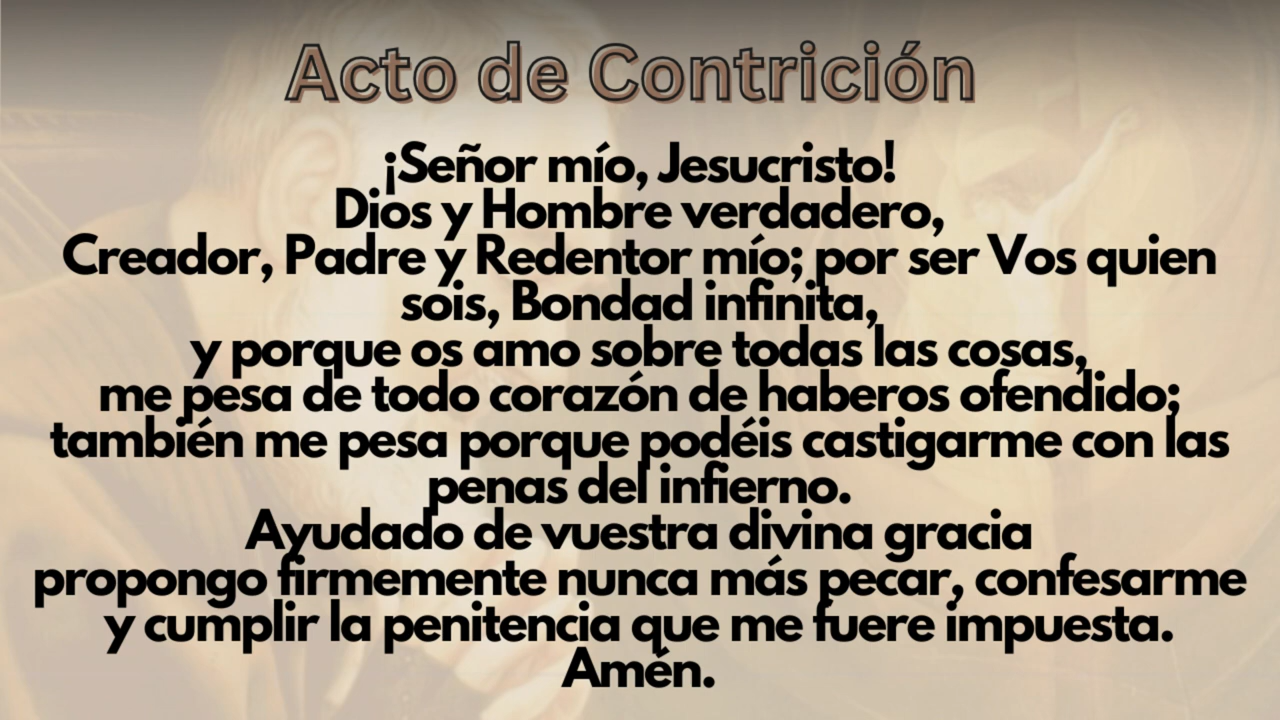 Acto de Contrición
¡Señor mío, Jesucristo!
Dios y Hombre verdadero,
Creador, Padre y Redentor mío; por ser Vos quien
sois, Bondad infinita,
y porque os amo sobre todas las cosas,
me pesa de todo corazón de haberos ofendido;
también me pesa porque podéis castigarme con las
penas del infierno.
Ayudado de vuestra divina gracia
propongo firmemente nunca más pecar, confesarme
y cumplir la penitencia que me fuere impuesta.
Amén.